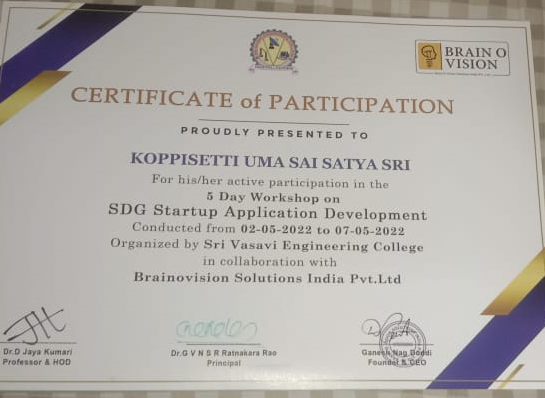 BRAIN O
VISION
CERTIFICATE of PARTICIPATION
PROUDLY PRESENTED TO
KOPPISETTI UMA SAI SATYA SRI
For his/her active participation in the
5 Day Workshop on
SDG Startup Application Development
Conducted from 02-05-2022 to 07-05-2022
Organized by Sri Vasavi Engineering College
in collaboration with
Brainovision Solutions India Pvt.Ltd
Dr.D Jaya Kumari
Professor & HOD
Dr.G V N S R Ratnakara Rao
Principal
Ganesh Nag Doddi
Founder & CEO